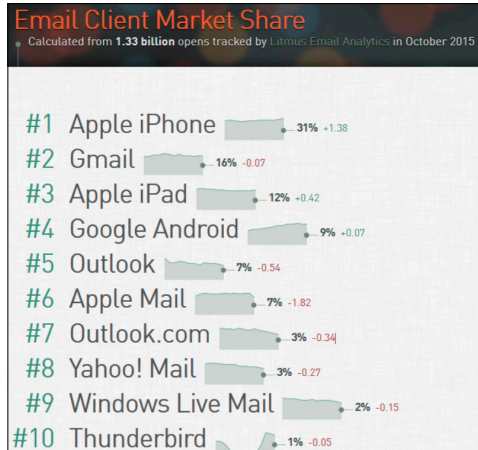 Email Client Market Share
Calculated from 1.33 billion opens tracked by Litmus Email Analytics in October 2015
#1 Apple iPhone 31% +1.38
#2 Gmail 16% -0.07
#3 Apple iPad 12% +0.42
#4 Google Android 9% +0.07
#5 Outlook 7% -0.54
#6 Apple Mail 7% -1.82
#7 Outlook.com 3% -0.34
#8 Yahoo! Mail 3% -0.27
#9 Windows Live Mail 2% -0.15
#10 Thunderbird 1% -0.05